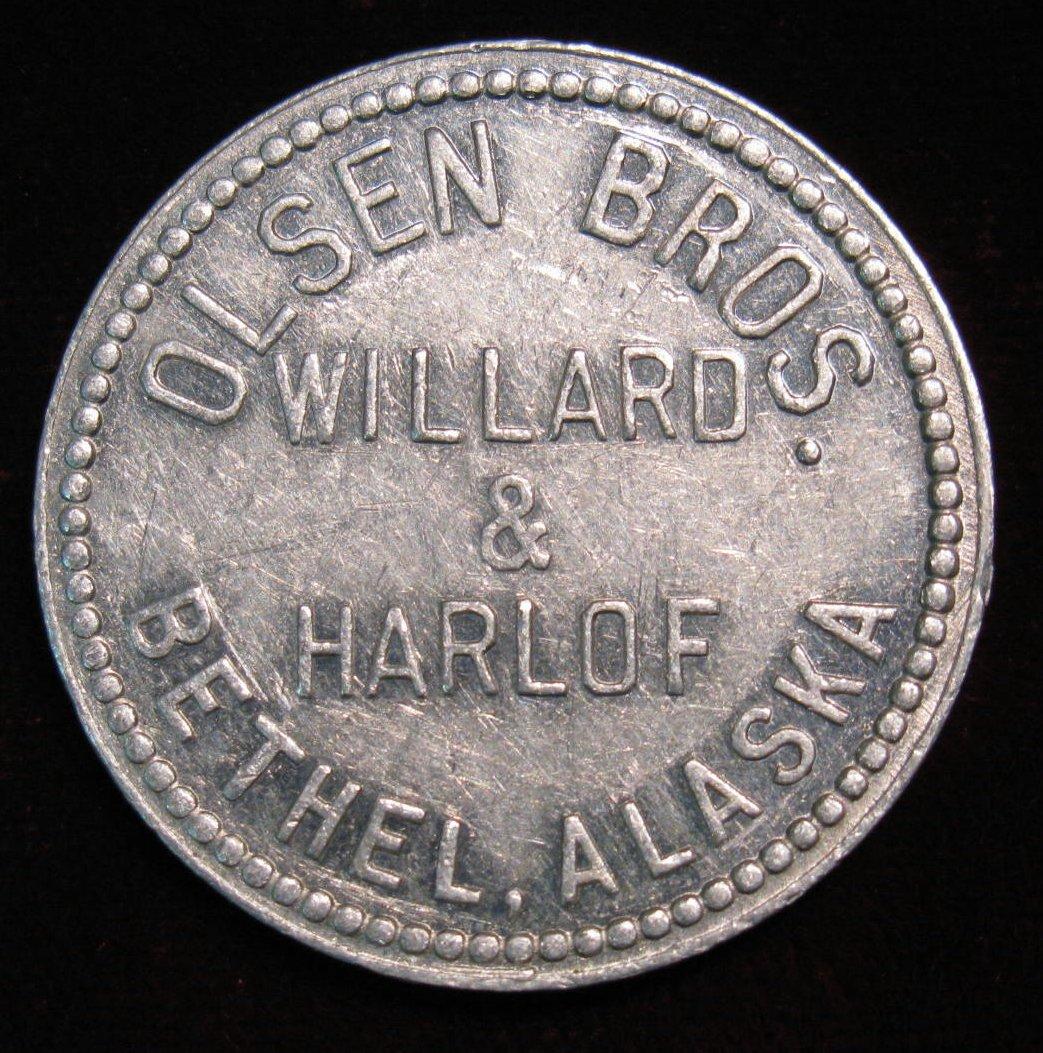 OLSEN BROS.
WILLARD
&
HARLOF
BETHEL, ALASKA